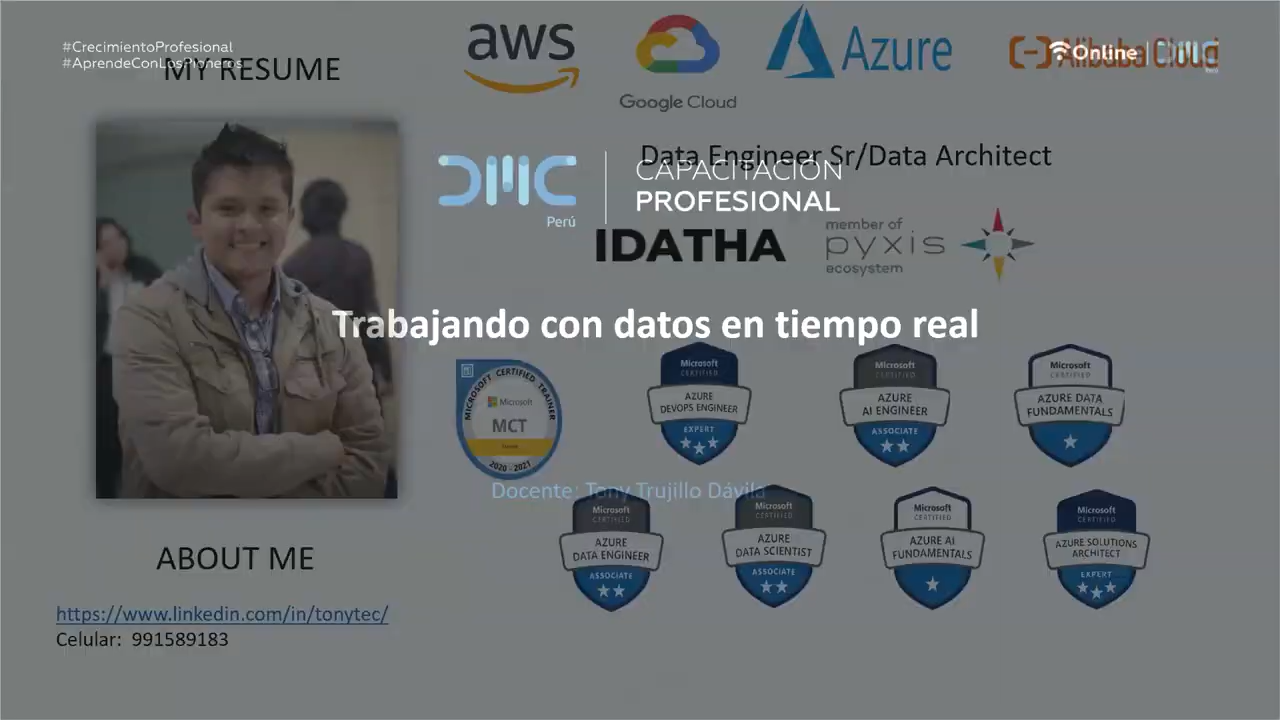 #CrecimientoProfesional
#AprendeConLosPioneros
MY RESUME
aws
Google Cloud
Azure
Alibaba Cloud
Online
DMC
Data Engineer Sr/Data Architect
DMC
Perú
CAPACITACIÓN
PROFESIONAL
IDATHA
member of
pyxis
ecosystem
Trabajando con datos en tiempo real
MICROSOFT CERTIFIED TRAINER
Microsoft
MCT
2020 - 2021
Microsoft
CERTIFIED
AZURE
DEVOPS ENGINEER
EXPERT
Microsoft
CERTIFIED
AZURE
AI ENGINEER
ASSOCIATE
Microsoft
CERTIFIED
AZURE DATA
FUNDAMENTALS
Docente: Tony Trujillo Dávila
Microsoft
CERTIFIED
AZURE
DATA ENGINEER
ASSOCIATE
Microsoft
CERTIFIED
AZURE
DATA SCIENTIST
ASSOCIATE
Microsoft
CERTIFIED
AZURE AI
FUNDAMENTALS
Microsoft
CERTIFIED
AZURE SOLUTIONS
ARCHITECT
EXPERT
ABOUT ME
https://www.linkedin.com/in/tonytec/
Celular: 991589183